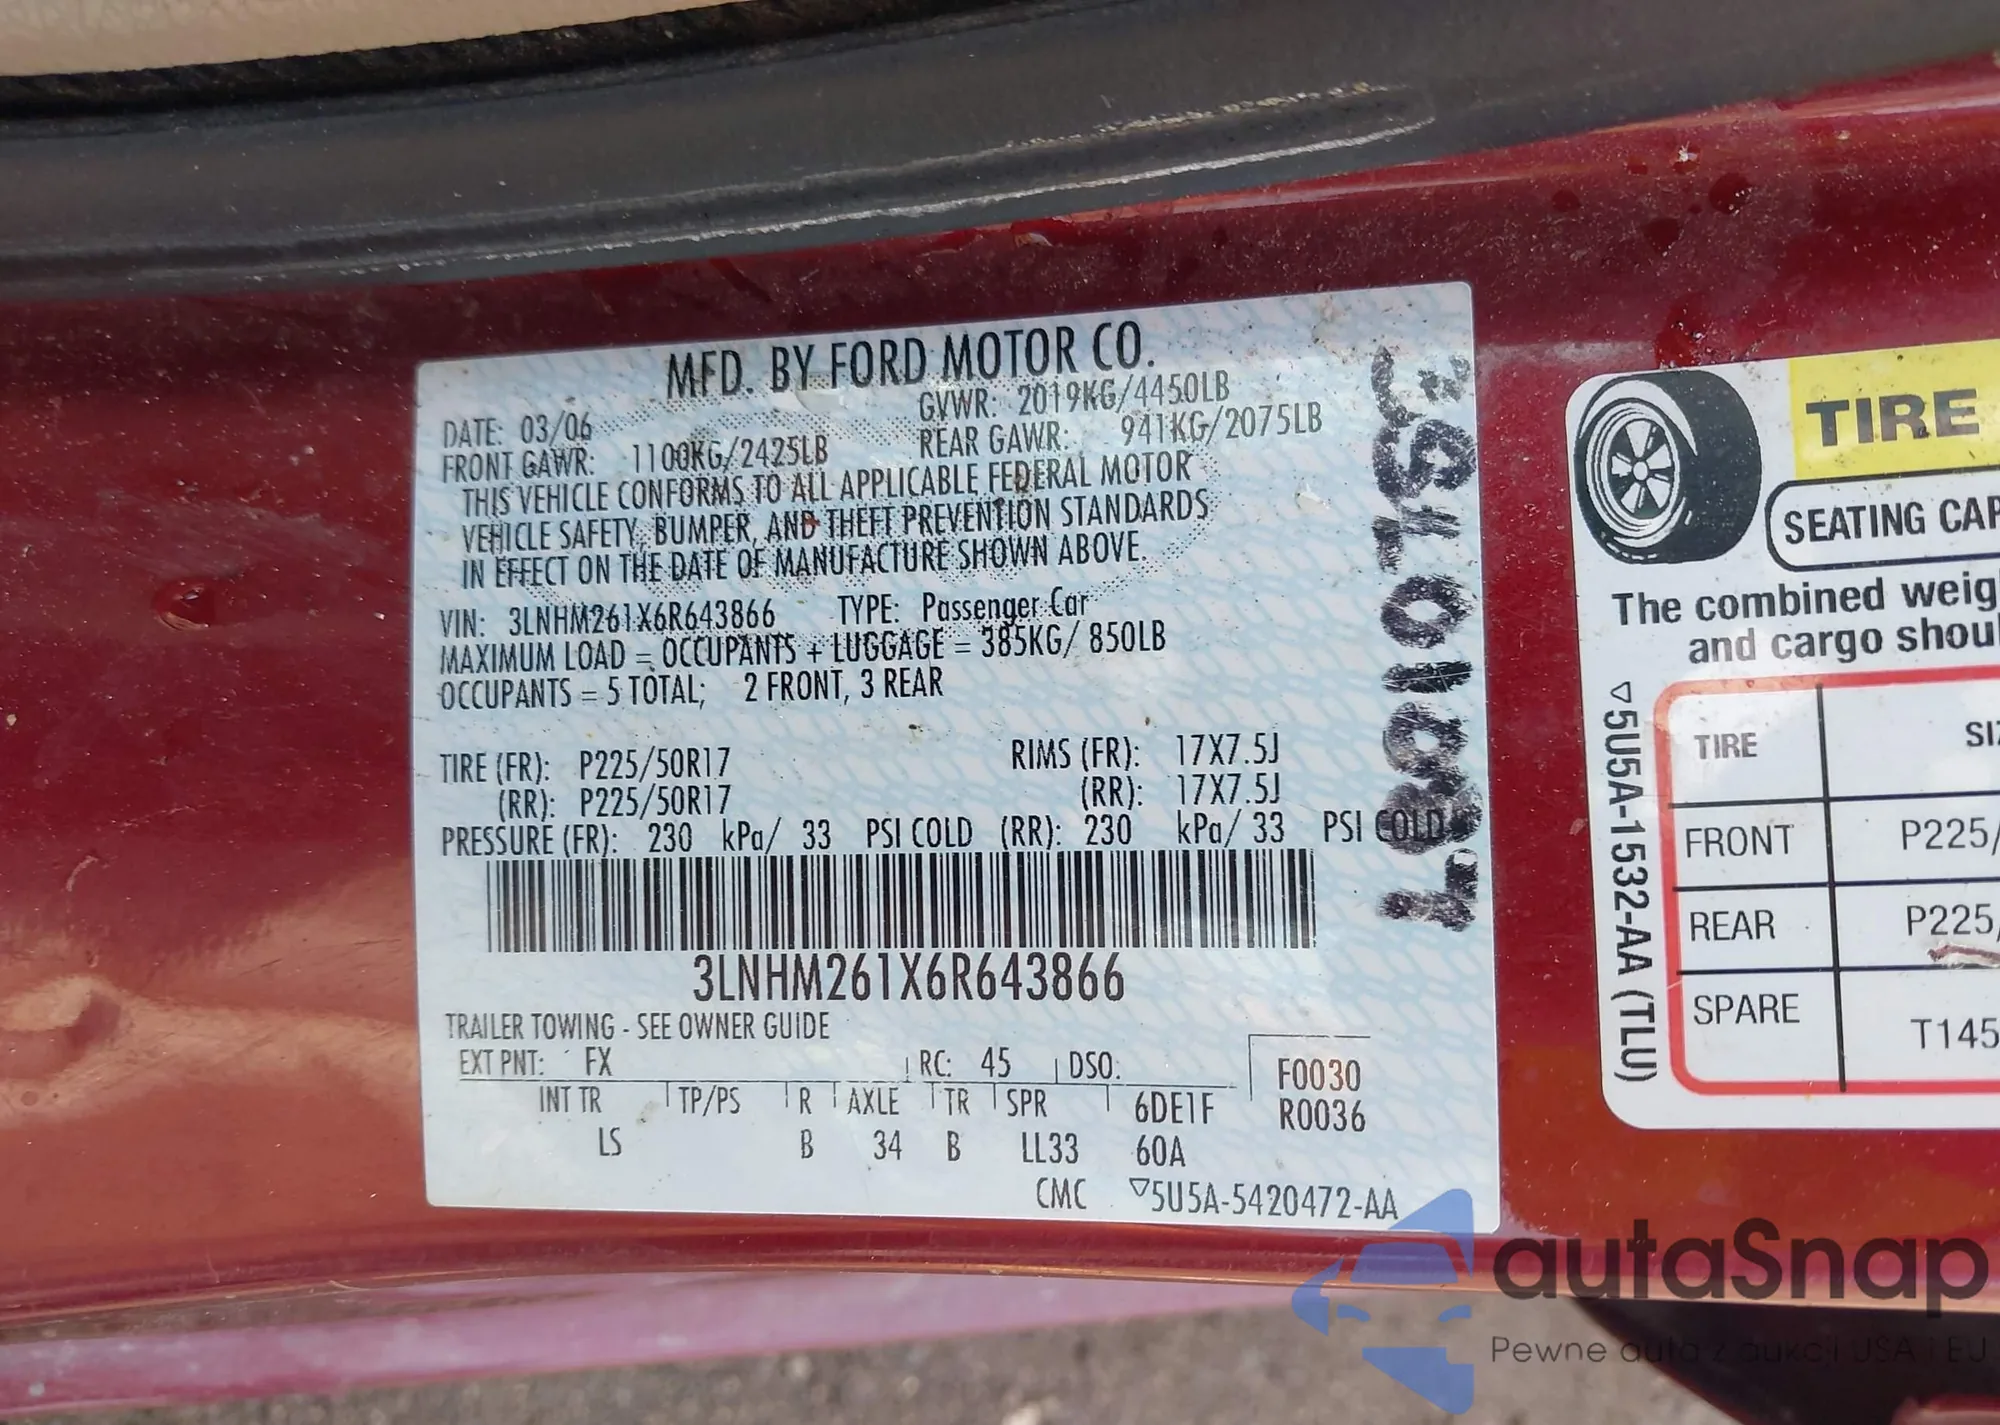 MFD. BY FORD MOTOR CO.
DATE: 03/06 GVWR: 2019KG/4450LB
FRONT GAWR: 1100KG/2425LB REAR GAWR: 941KG/2075LB
THIS VEHICLE CONFORMS TO ALL APPLICABLE FEDERAL MOTOR
VEHICLE SAFETY, BUMPER, AND THEFT PREVENTION STANDARDS
IN EFFECT ON THE DATE OF MANUFACTURE SHOWN ABOVE.
VIN: 3LNHM261X6R643866 TYPE: Passenger Car
MAXIMUM LOAD = OCCUPANTS + LUGGAGE = 385KG/ 850LB
OCCUPANTS = 5 TOTAL; 2 FRONT, 3 REAR
TIRE (FR): P225/50R17 RIMS (FR): 17X7.5J
(RR): P225/50R17 (RR): 17X7.5J
PRESSURE (FR): 230 kPa/ 33 PSI COLD (RR): 230 kPa/ 33 PSI COLD
3LNHM261X6R643866
TRAILER TOWING - SEE OWNER GUIDE
EXT PNT: FX RC: 45 DSO:
F0030
INT TR TP/PS R AXLE TR SPR 6DE1F
R0036
LS B 34 B LL33 60A
CMC ▽5U5A-5420472-AA
TIRE
SEATING CAP
The combined weig
and cargo shoul
▽5U5A-1532-AA (TLU)
TIRE SIZ
FRONT P225/
REAR P225/
SPARE T145
autaSnap
Pewne auta z aukcji USA i EU